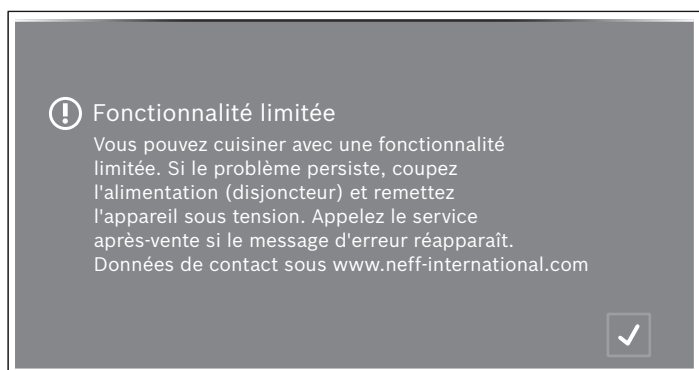 Fonctionnalité limitée
Vous pouvez cuisiner avec une fonctionnalité
limitée. Si le problème persiste, coupez
l'alimentation (disjoncteur) et remettez
l'appareil sous tension. Appelez le service
après-vente si le message d'erreur réapparaît.
Données de contact sous www.neff-international.com